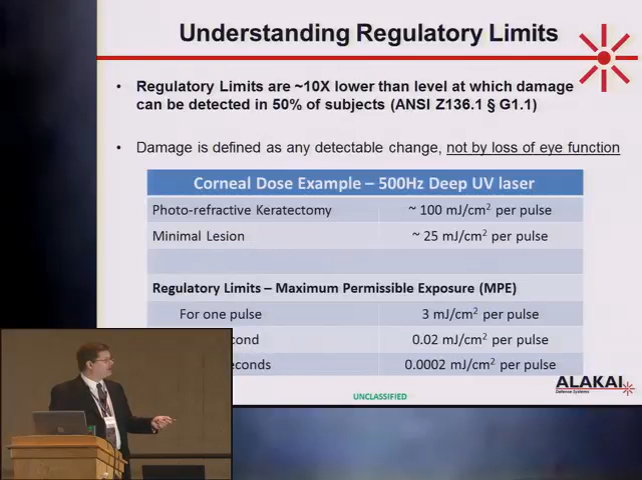 Understanding Regulatory Limits
• Regulatory Limits are ~10X lower than level at which damage
can be detected in 50% of subjects (ANSI Z136.1 § G1.1)
• Damage is defined as any detectable change, not by loss of eye function
Corneal Dose Example – 500Hz Deep UV laser
Photo-refractive Keratectomy ~ 100 mJ/cm² per pulse
Minimal Lesion ~ 25 mJ/cm² per pulse
Regulatory Limits – Maximum Permissible Exposure (MPE)
For one pulse 3 mJ/cm² per pulse
0.02 mJ/cm² per pulse
0.0002 mJ/cm² per pulse
ALAKAI
Defense Systems
UNCLASSIFIED